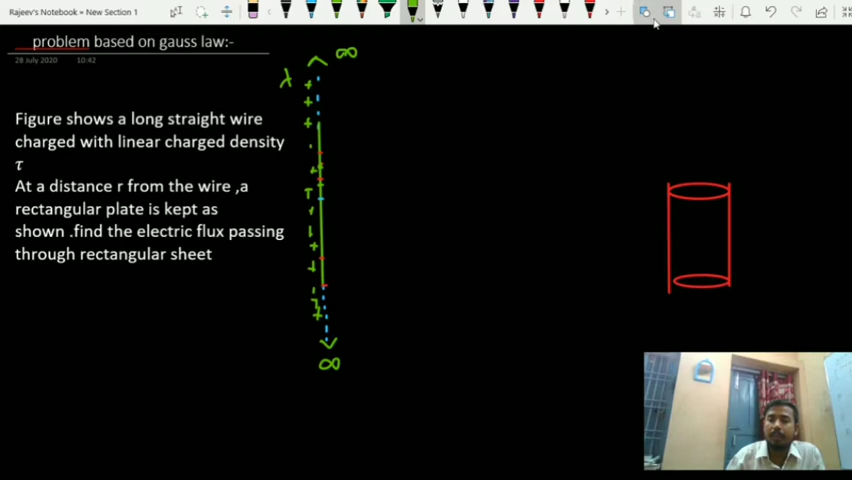 Rajeev's Notebook » New Section 1
problem based on gauss law:-
28 July 2020 10:42
∞
λ
Figure shows a long straight wire
charged with linear charged density
τ
At a distance r from the wire ,a
rectangular plate is kept as
shown .find the electric flux passing
through rectangular sheet
∞